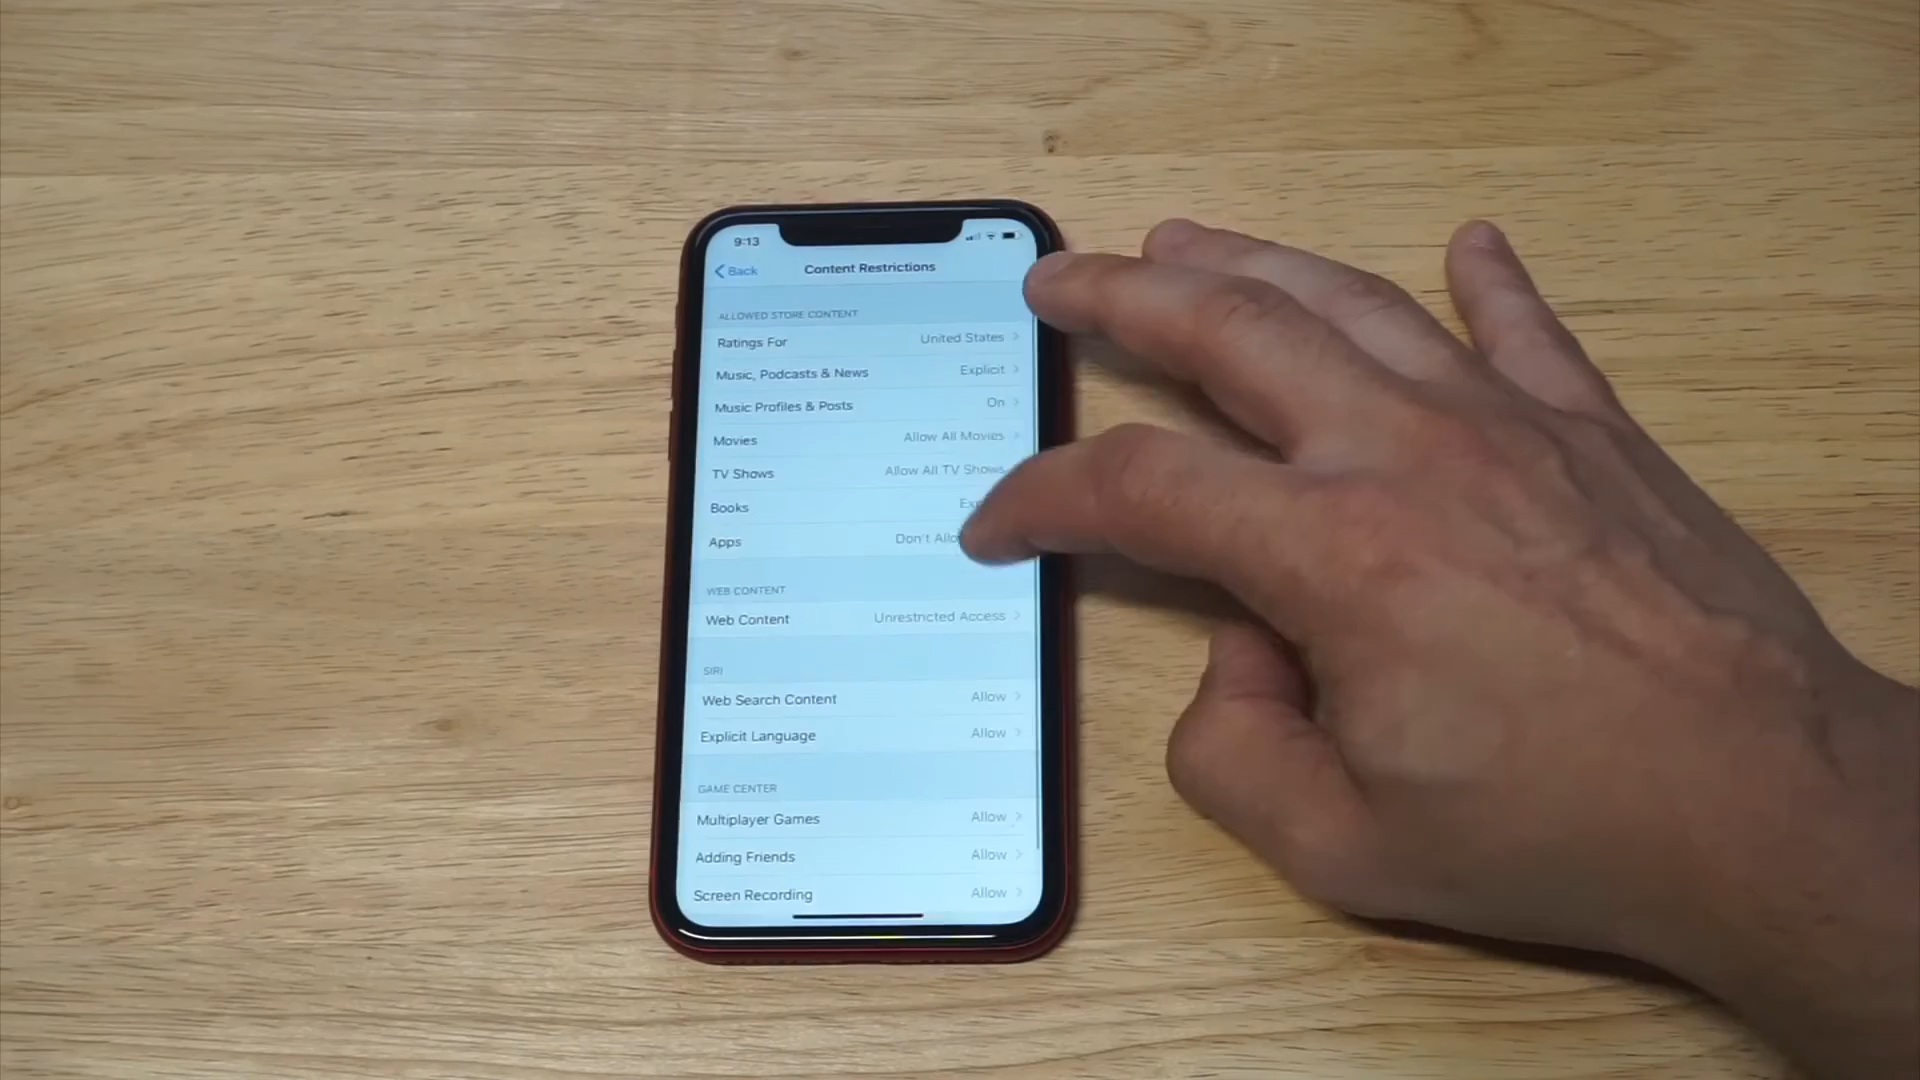 9:13
Back
Content Restrictions
ALLOWED STORE CONTENT
Ratings For United States
Music, Podcasts & News Explicit
Music Profiles & Posts On
Movies Allow All Movies
TV Shows Allow All TV Shows
Books
Apps Don't
WEB CONTENT
Web Content Unrestricted Access
SIRI
Web Search Content Allow
Explicit Language Allow
GAME CENTER
Multiplayer Games Allow
Adding Friends Allow
Screen Recording Allow